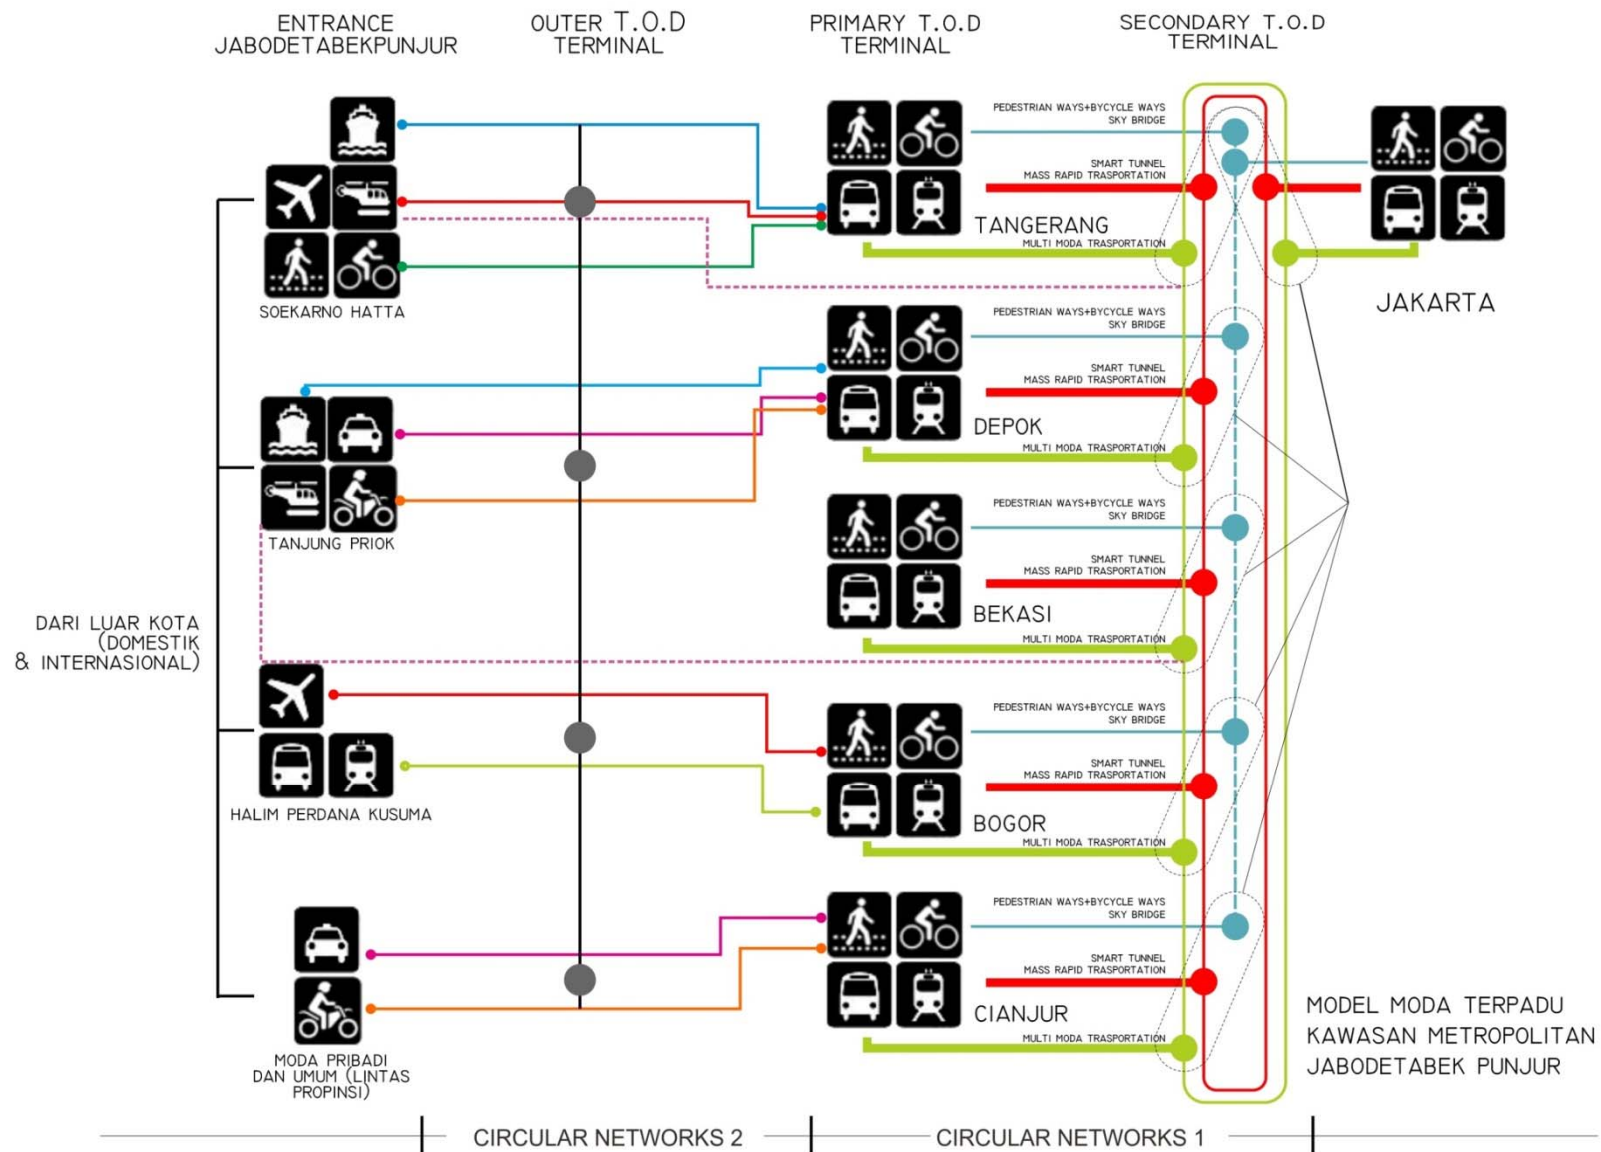 ENTRANCE
JABODETABEKPUNJUR
OUTER T.O.D
TERMINAL
PRIMARY T.O.D
TERMINAL
SECONDARY T.O.D
TERMINAL
PEDESTRIAN WAYS+BYCYCLE WAYS
SKY BRIDGE
SMART TUNNEL
MASS RAPID TRASPORTATION
TANGERANG
MULTI MODA TRASPORTATION
JAKARTA
SOEKARNO HATTA
PEDESTRIAN WAYS+BYCYCLE WAYS
SKY BRIDGE
SMART TUNNEL
MASS RAPID TRASPORTATION
DEPOK
MULTI MODA TRASPORTATION
TANJUNG PRIOK
PEDESTRIAN WAYS+BYCYCLE WAYS
SKY BRIDGE
SMART TUNNEL
MASS RAPID TRASPORTATION
BEKASI
MULTI MODA TRASPORTATION
DARI LUAR KOTA
(DOMESTIK
& INTERNASIONAL)
PEDESTRIAN WAYS+BYCYCLE WAYS
SKY BRIDGE
SMART TUNNEL
MASS RAPID TRASPORTATION
BOGOR
MULTI MODA TRASPORTATION
HALIM PERDANA KUSUMA
PEDESTRIAN WAYS+BYCYCLE WAYS
SKY BRIDGE
SMART TUNNEL
MASS RAPID TRASPORTATION
CIANJUR
MULTI MODA TRASPORTATION
MODA PRIBADI
DAN UMUM (LINTAS
PROPINSI)
MODEL MODA TERPADU
KAWASAN METROPOLITAN
JABODETABEK PUNJUR
CIRCULAR NETWORKS 2
CIRCULAR NETWORKS 1